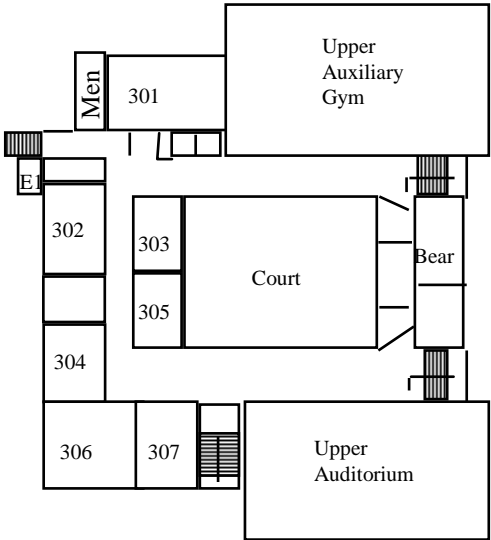 Upper
Auxiliary
Gym
Men
301
E1
302
303
Court
Bear
305
304
306
307
Upper
Auditorium